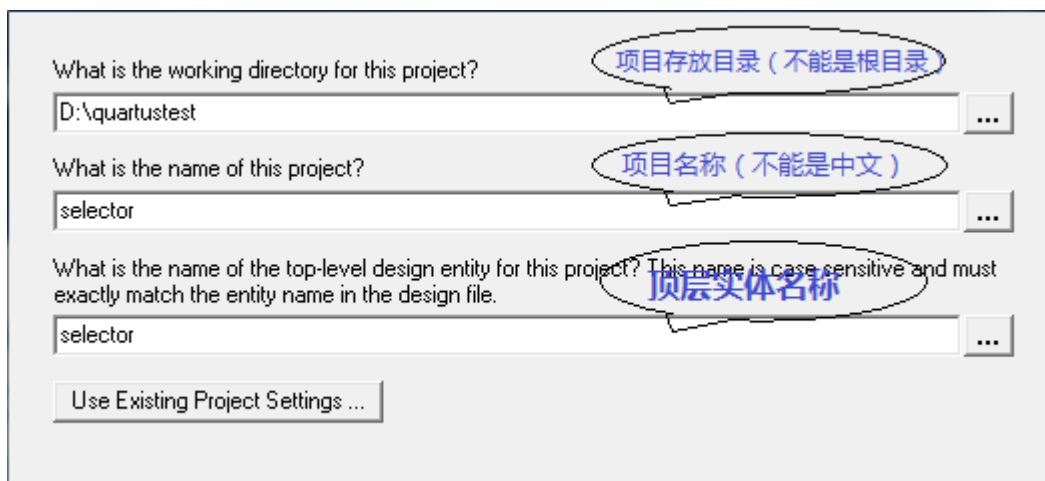 What is the working directory for this project?
项目存放目录（不能是根目录）
D:\quartustest
...
What is the name of this project?
项目名称（不能是中文）
selector
...
What is the name of the top-level design entity for this project? This name is case sensitive and must
exactly match the entity name in the design file.
顶层实体名称
selector
...
Use Existing Project Settings ...